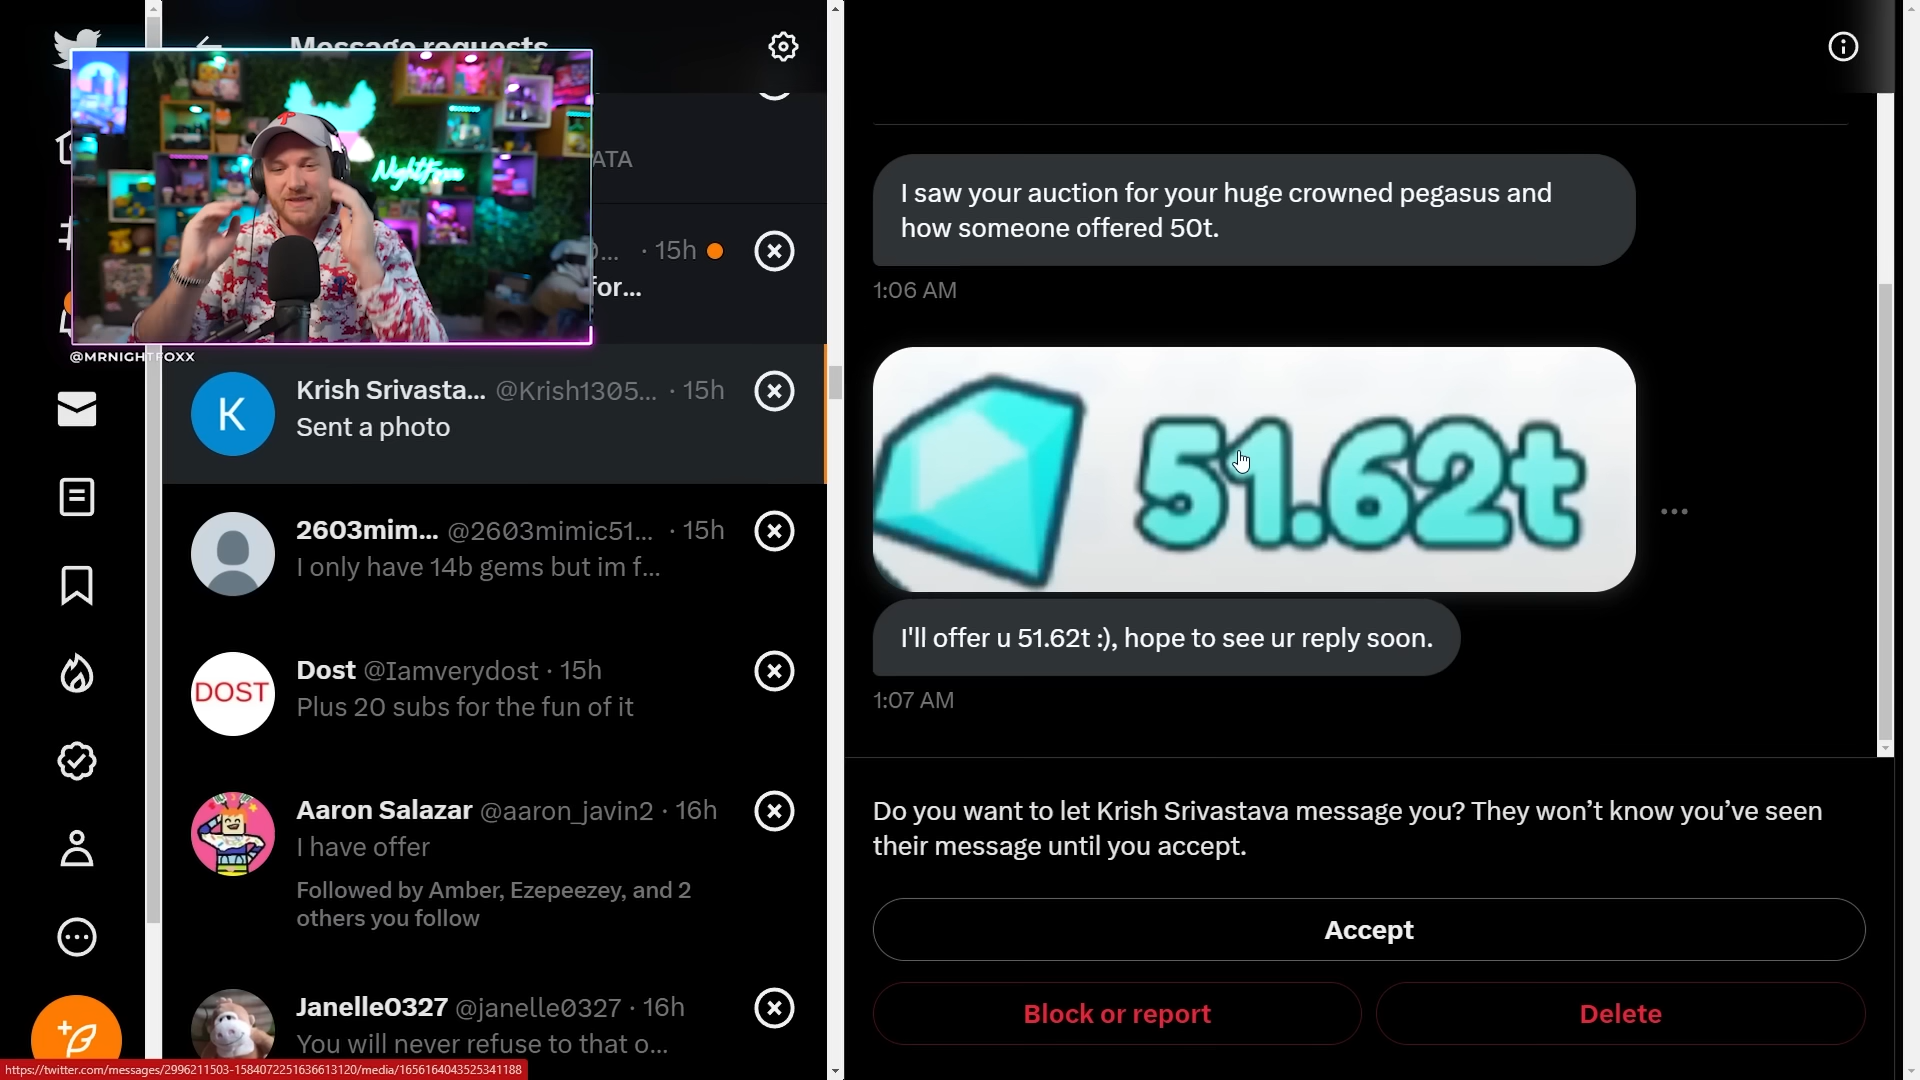 Message requests
NightFoxx
@MRNIGHTFOXX
ATA
· 15h
for...
Krish Srivasta... @Krish1305... · 15h
Sent a photo
2603mim... @2603mimic51... · 15h
I only have 14b gems but im f...
DOST
Dost @Iamverydost · 15h
Plus 20 subs for the fun of it
Aaron Salazar @aaron_javin2 · 16h
I have offer
Followed by Amber, Ezepeezey, and 2
others you follow
Janelle0327 @janelle0327 · 16h
You will never refuse to that o...
https://twitter.com/messages/2996211503-1584072251636613120/media/1656164043525341188
I saw your auction for your huge crowned pegasus and
how someone offered 50t.
1:06 AM
51.62t
I'll offer u 51.62t :), hope to see ur reply soon.
1:07 AM
Do you want to let Krish Srivastava message you? They won’t know you’ve seen
their message until you accept.
Accept
Block or report
Delete
K